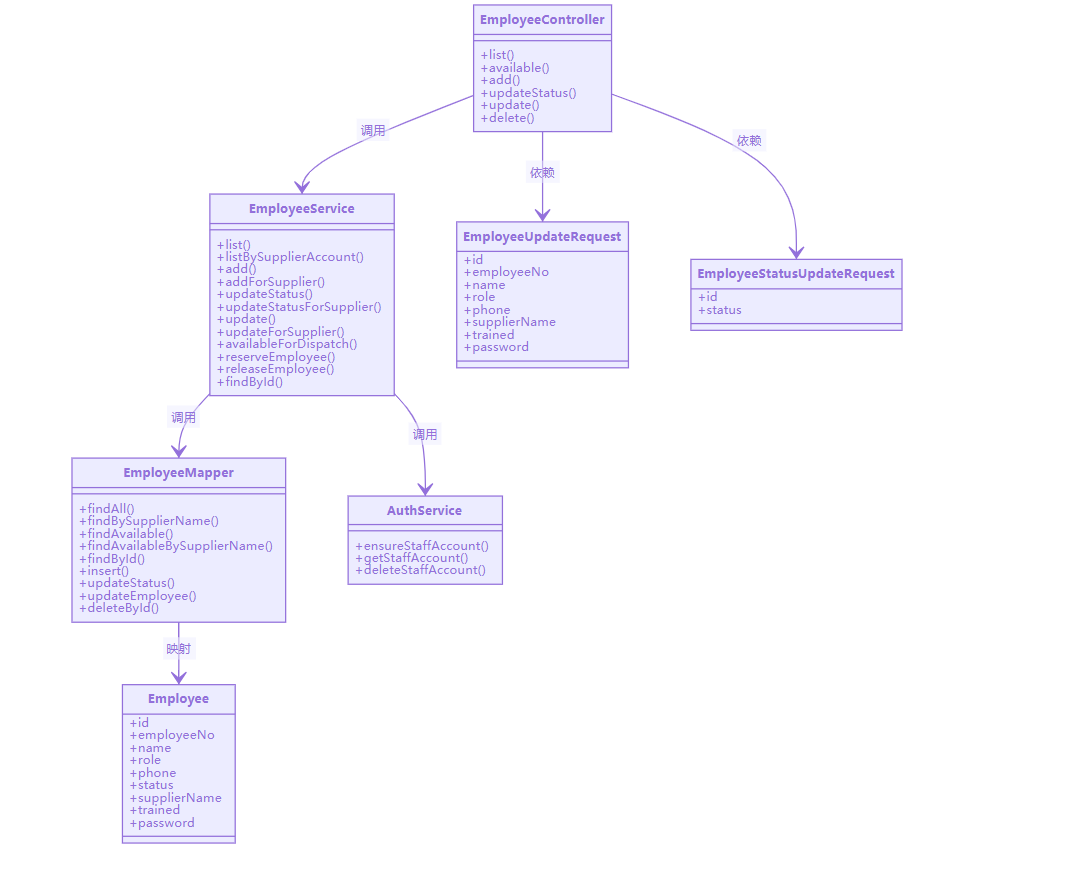 EmployeeController
+list()
+available()
+add()
+updateStatus()
+update()
+delete()
调用
依赖
依赖
EmployeeService
+list()
+listBySupplierAccount()
+add()
+addForSupplier()
+updateStatus()
+updateStatusForSupplier()
+update()
+updateForSupplier()
+availableForDispatch()
+reserveEmployee()
+releaseEmployee()
+findById()
EmployeeUpdateRequest
+id
+employeeNo
+name
+role
+phone
+supplierName
+trained
+password
EmployeeStatusUpdateRequest
+id
+status
调用
调用
EmployeeMapper
+findAll()
+findBySupplierName()
+findAvailable()
+findAvailableBySupplierName()
+findById()
+insert()
+updateStatus()
+updateEmployee()
+deleteById()
AuthService
+ensureStaffAccount()
+getStaffAccount()
+deleteStaffAccount()
映射
Employee
+id
+employeeNo
+name
+role
+phone
+status
+supplierName
+trained
+password